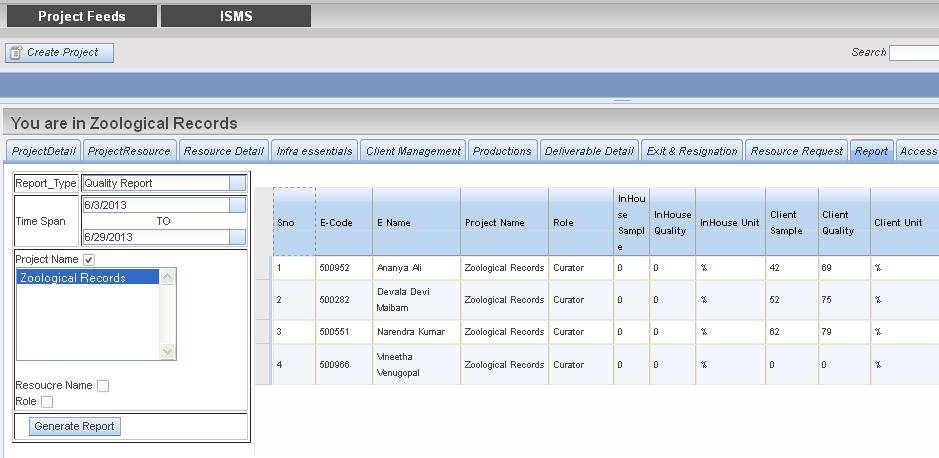 Project Feeds ISMS
Create Project Search
You are in Zoological Records
ProjectDetail ProjectResource Resource Detail Infra essentials Client Management Productions Deliverable Detail Exit & Resignation Resource Request Report Access
Report_Type Quality Report
Time Span 6/3/2013
TO
6/29/2013
Project Name
Zoological Records
Resoucre Name
Role
Generate Report
Sno E-Code E Name Project Name Role InHou se Sampl e InHouse Quality InHouse Unit Client Sample Client Quality Client Unit
1 500952 Ananya Ali Zoological Records Curator 0 0 % 42 69 %
2 500282 Devala Devi Maibam Zoological Records Curator 0 0 % 52 75 %
3 500551 Narendra Kumar Zoological Records Curator 0 0 % 62 79 %
4 500966 Vineetha Venugopal Zoological Records Curator 0 0 % 0 0 %